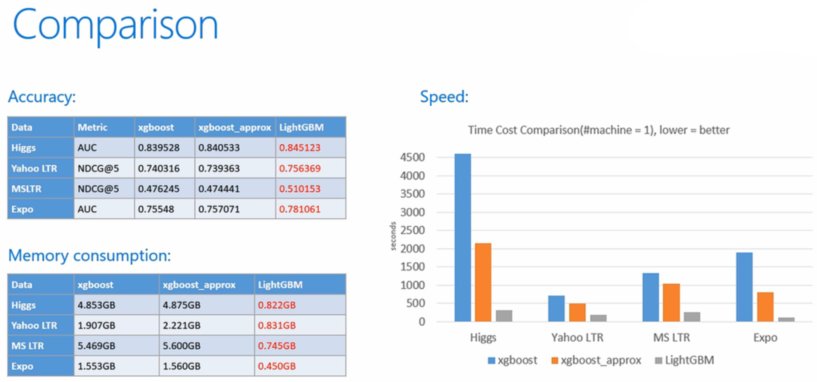 Comparison
Accuracy:
Data Metric xgboost xgboost_approx LightGBM
Higgs AUC 0.839528 0.840533 0.845123
Yahoo LTR NDCG@5 0.740316 0.739363 0.756369
MSLTR NDCG@5 0.476245 0.474441 0.510153
Expo AUC 0.75548 0.757071 0.781061
Memory consumption:
Data xgboost xgboost_approx LightGBM
Higgs 4.853GB 4.875GB 0.822GB
Yahoo LTR 1.907GB 2.221GB 0.831GB
MS LTR 5.469GB 5.600GB 0.745GB
Expo 1.553GB 1.560GB 0.450GB
Speed:
Time Cost Comparison(#machine = 1), lower = better
seconds
4500
4000
3500
3000
2500
2000
1500
1000
500
0
Higgs Yahoo LTR MS LTR Expo
xgboost xgboost_approx LightGBM